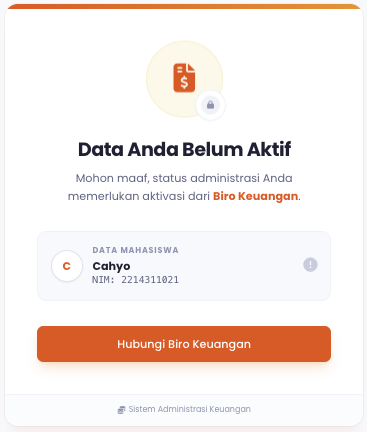 Data Anda Belum Aktif
Mohon maaf, status administrasi Anda
memerlukan aktivasi dari Biro Keuangan.
DATA MAHASISWA
C
Cahyo
NIM: 2214311021
Hubungi Biro Keuangan
Sistem Administrasi Keuangan